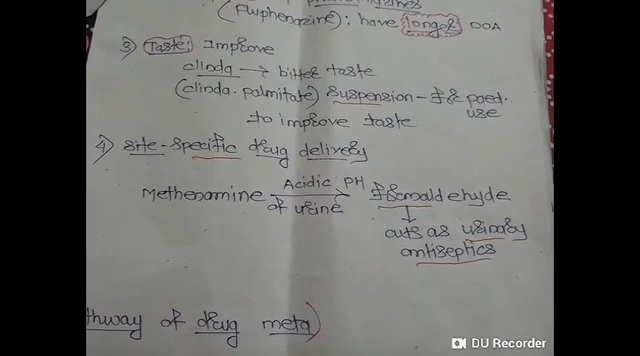 (Fluphenazine): have longer DOA
3) Taste: Improve
clinda → bitter taste
(clinda. palmitate) suspension - for paed. use
to improve taste
4) Site-specific drug delivery
Methenamine Acidic PH of urine → Formaldehyde
↓
acts as urinary
antiseptics
thway of drug meta)
DU Recorder